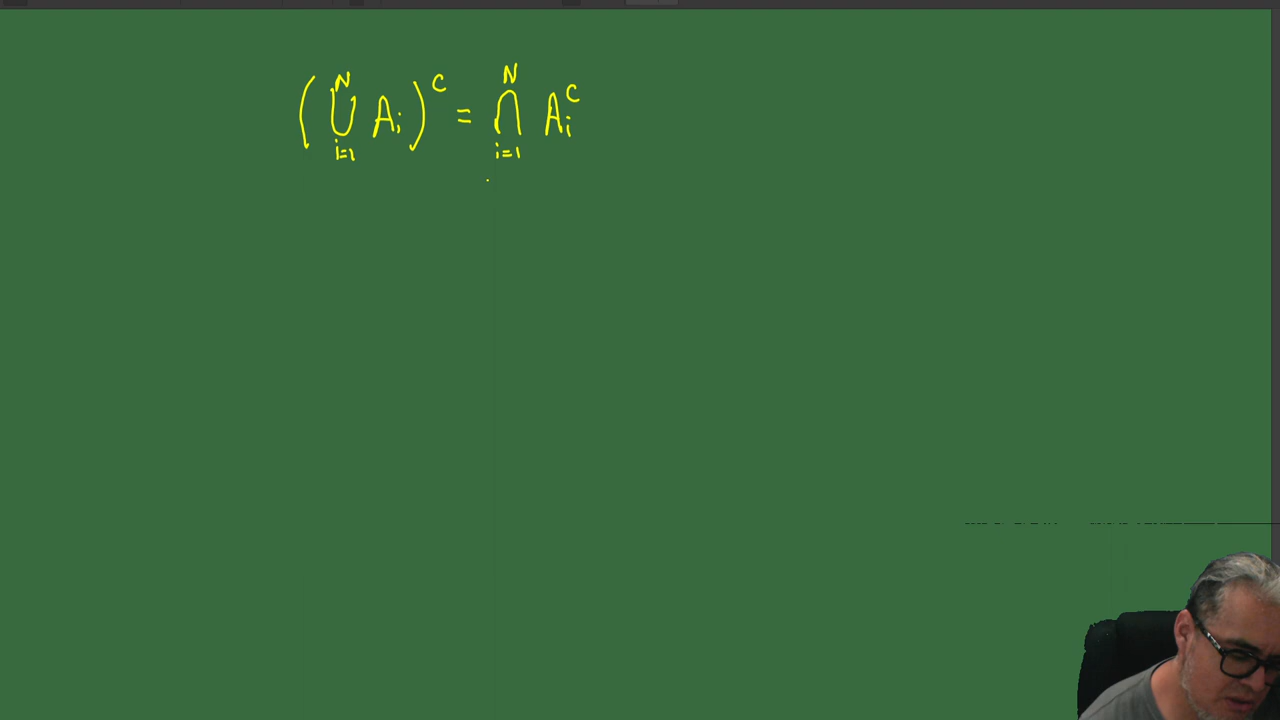 (⋃_{i=1}^{N} A_i)^C = ⋂_{i=1}^{N} A_i^C